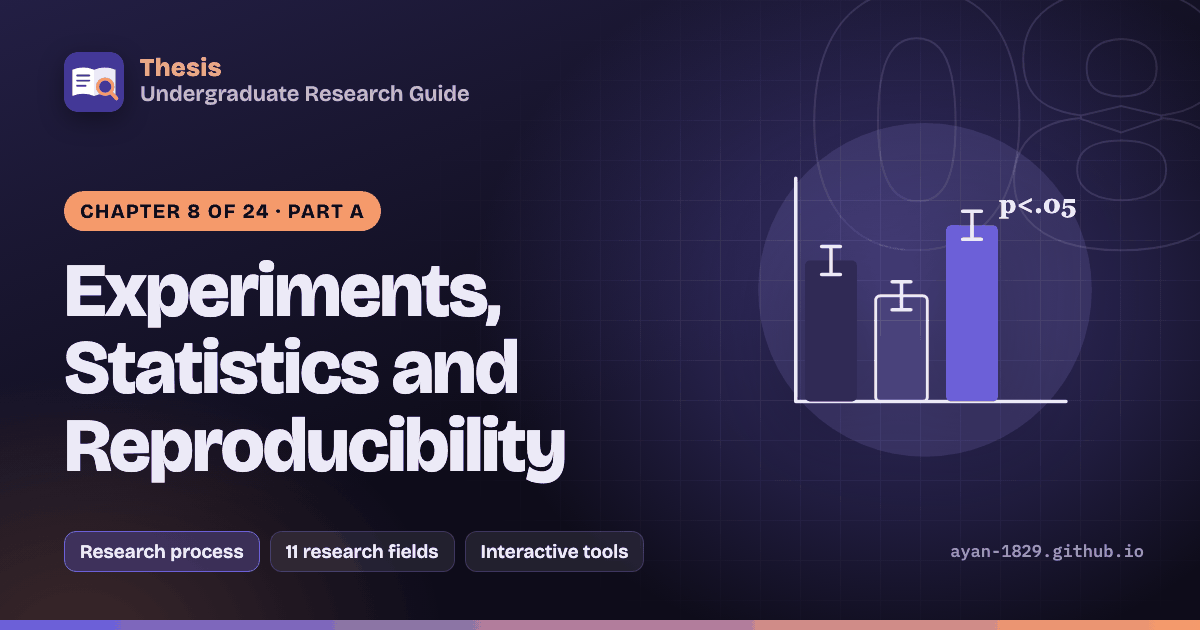 Thesis
Undergraduate Research Guide
CHAPTER 8 OF 24 · PART A
Experiments,
Statistics and
Reproducibility
08
p<.05
Research process
11 research fields
Interactive tools
ayan-1829.github.io